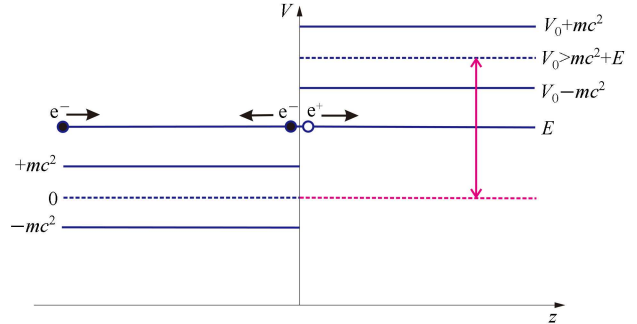 V
V₀+mc²
V₀>mc²+E
V₀−mc²
e⁻
e⁻
e⁺
E
+mc²
0
−mc²
z